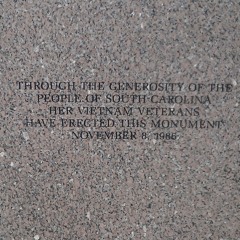 THROUGH THE GENEROSITY OF THE
PEOPLE OF SOUTH CAROLINA
HER VIETNAM VETERANS
HAVE ERECTED THIS MONUMENT
NOVEMBER 8, 1986